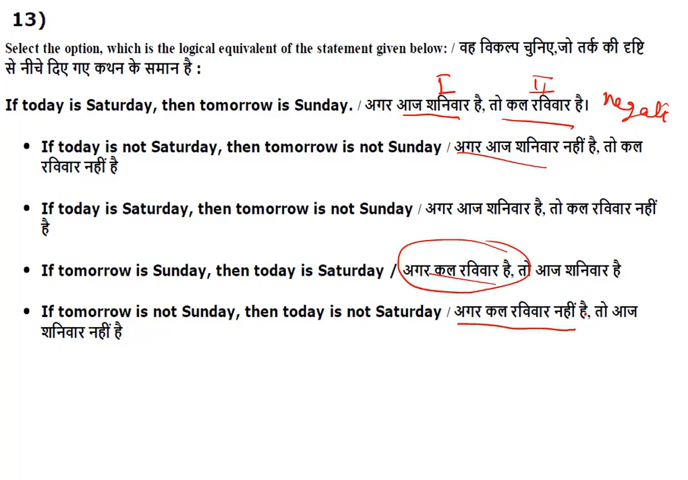 13)
Select the option, which is the logical equivalent of the statement given below: / वह विकल्प चुनिए,जो तर्क की दृष्टि
से नीचे दिए गए कथन के समान है :
I II
If today is Saturday, then tomorrow is Sunday. / अगर आज शनिवार है, तो कल रविवार है।
• If today is not Saturday, then tomorrow is not Sunday / अगर आज शनिवार नहीं है, तो कल
रविवार नहीं है
• If today is Saturday, then tomorrow is not Sunday / अगर आज शनिवार है, तो कल रविवार नहीं
है
• If tomorrow is Sunday, then today is Saturday / अगर कल रविवार है, तो आज शनिवार है
• If tomorrow is not Sunday, then today is not Saturday / अगर कल रविवार नहीं है, तो आज
शनिवार नहीं है